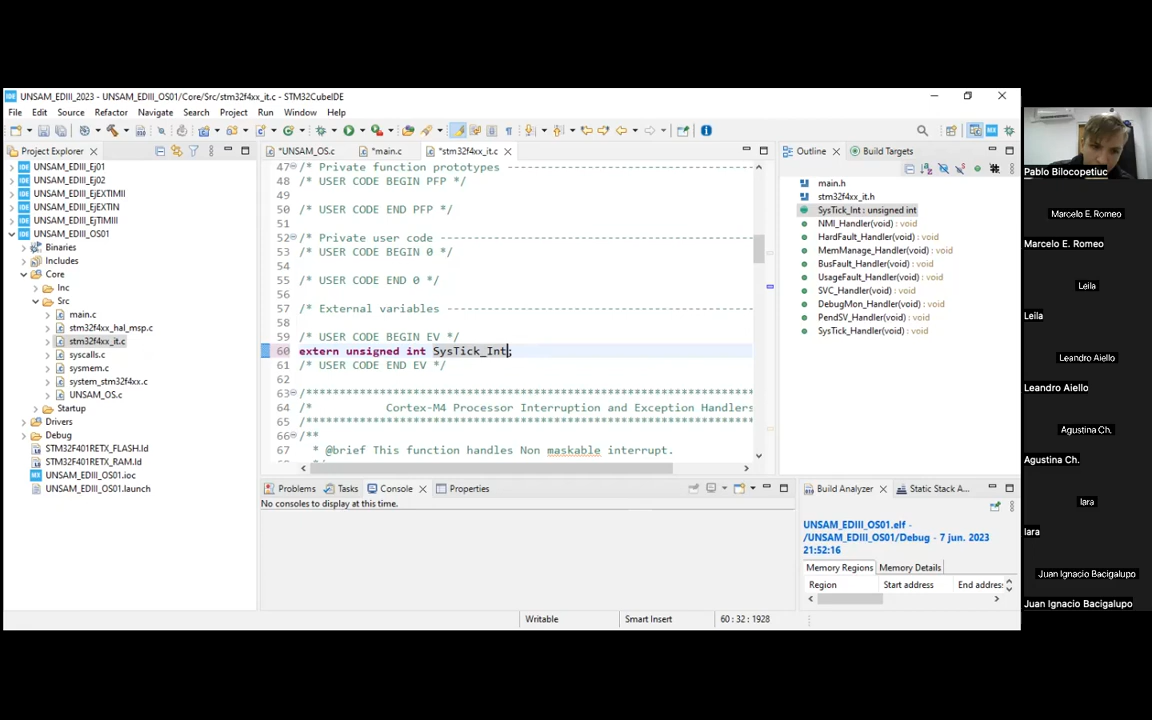 UNSAM_EDIII_2023 - UNSAM_EDIII_OS01/Core/Src/stm32f4xx_it.c - STM32CubeIDE
File Edit Source Refactor Navigate Search Project Run Window Help
Project Explorer
UNSAM_EDIII_Ej01
UNSAM_EDIII_Ej02
UNSAM_EDIII_EjEXTIMII
UNSAM_EDIII_EjEXTIN
UNSAM_EDIII_EjTIMIII
UNSAM_EDIII_OS01
Binaries
Includes
Core
Inc
Src
main.c
stm32f4xx_hal_msp.c
stm32f4xx_it.c
syscalls.c
sysmem.c
system_stm32f4xx.c
UNSAM_OS.c
Startup
Drivers
Debug
STM32F401RETX_FLASH.ld
STM32F401RETX_RAM.ld
UNSAM_EDIII_OS01.ioc
UNSAM_EDIII_OS01.launch
*UNSAM_OS.c *main.c *stm32f4xx_it.c
47 /* Private function prototypes -----------------------------------------------
48 /* USER CODE BEGIN PFP */
49
50 /* USER CODE END PFP */
51
52 /* Private user code ---------------------------------------------------------
53 /* USER CODE BEGIN 0 */
54
55 /* USER CODE END 0 */
56
57 /* External variables --------------------------------------------------------
58
59 /* USER CODE BEGIN EV */
60 extern unsigned int SysTick_Int;
61 /* USER CODE END EV */
62
63 /******************************************************************************
64 /* Cortex-M4 Processor Interruption and Exception Handlers
65 /******************************************************************************
66 /**
67 * @brief This function handles Non maskable interrupt.
Problems Tasks Console Properties
No consoles to display at this time.
Outline Build Targets
main.h
stm32f4xx_it.h
SysTick_Int : unsigned int
NMI_Handler(void) : void
HardFault_Handler(void) : void
MemManage_Handler(void) : void
BusFault_Handler(void) : void
UsageFault_Handler(void) : void
SVC_Handler(void) : void
DebugMon_Handler(void) : void
PendSV_Handler(void) : void
SysTick_Handler(void) : void
Build Analyzer Static Stack A...
UNSAM_EDIII_OS01.elf -
/UNSAM_EDIII_OS01/Debug - 7 jun. 2023
21:52:16
Memory Regions Memory Details
Region Start address End addres
Writable Smart Insert 60 : 32 : 1928
Pablo Bilocopetiuc
Marcelo E. Romeo
Marcelo E. Romeo
Leila
Leila
Leandro Aiello
Leandro Aiello
Agustina Ch.
Agustina Ch.
Iara
Iara
Juan Ignacio Bacigalupo
Juan Ignacio Bacigalupo